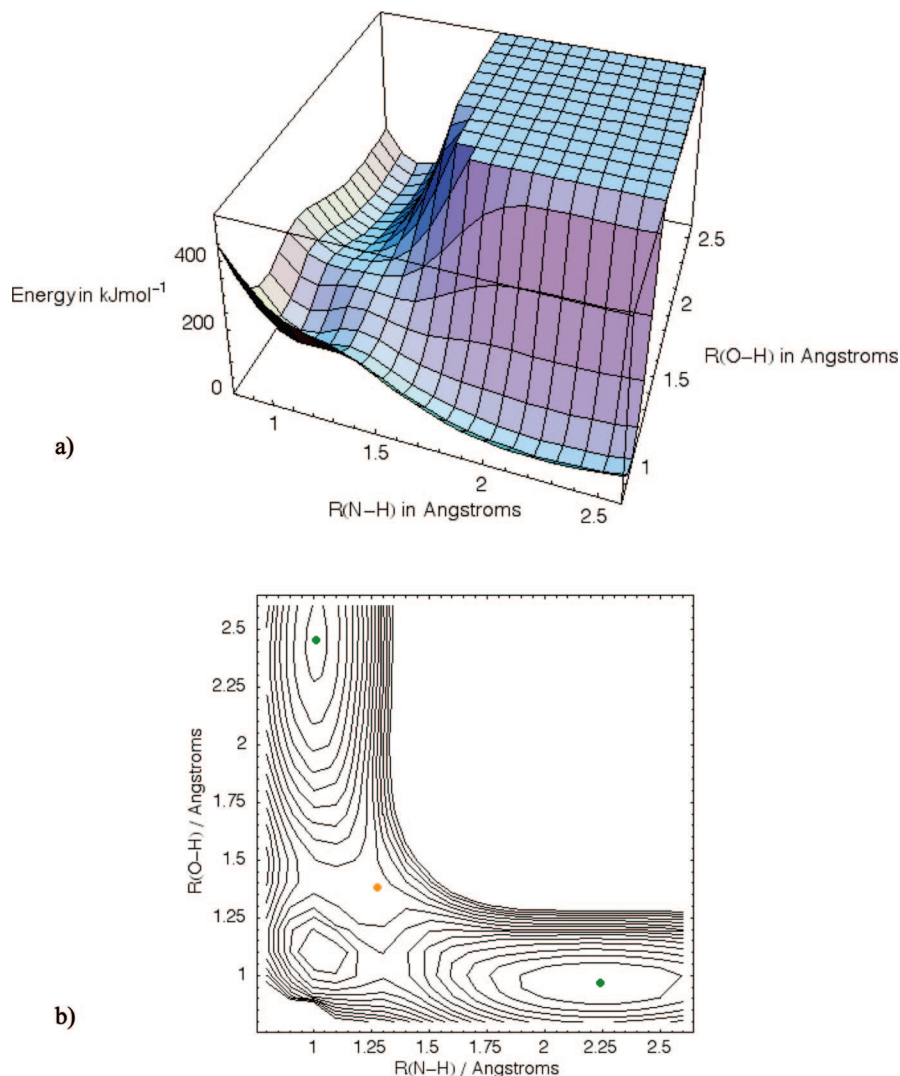 400
Energy in kJmol⁻¹
200
0
1
1.5
2
2.5
R(N-H) in Angstroms
2.5
2
R(O-H) in Angstroms
1.5
1
a)
2.5
2.25
2
1.75
1.5
1.25
1
R(O-H) / Angstroms
1 1.25 1.5 1.75 2 2.25 2.5
R(N-H) / Angstroms
b)